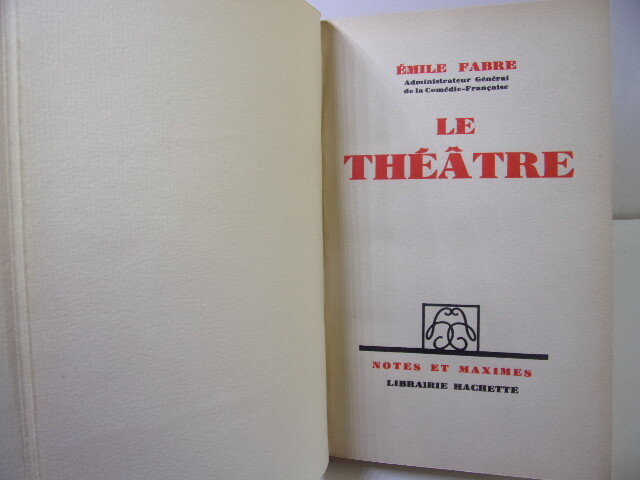 ÉMILE FABRE
Administrateur Général
de la Comédie-Française
LE
THÉÂTRE
NOTES ET MAXIMES
LIBRAIRIE HACHETTE